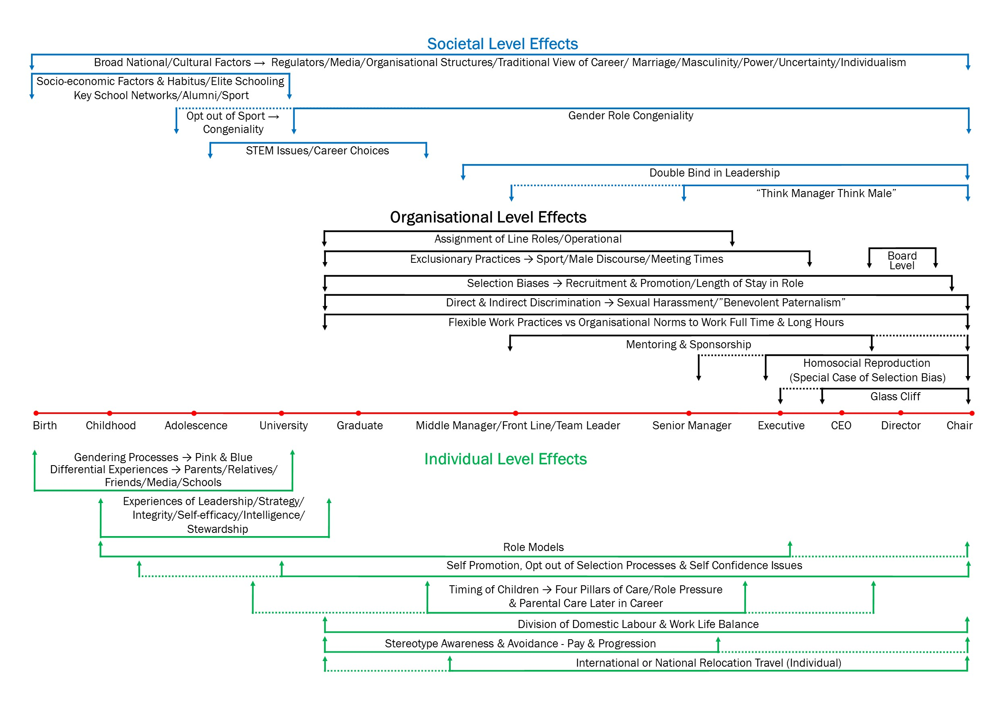 Societal Level Effects
Broad National/Cultural Factors → Regulators/Media/Organisational Structures/Traditional View of Career/ Marriage/Masculinity/Power/Uncertainty/Individualism
Socio-economic Factors & Habitus/Elite Schooling
Key School Networks/Alumni/Sport
Opt out of Sport →
Congeniality
Gender Role Congeniality
STEM Issues/Career Choices
Double Bind in Leadership
“Think Manager Think Male”
Organisational Level Effects
Assignment of Line Roles/Operational
Exclusionary Practices → Sport/Male Discourse/Meeting Times
Board
Level
Selection Biases → Recruitment & Promotion/Length of Stay in Role
Direct & Indirect Discrimination → Sexual Harassment/”Benevolent Paternalism”
Flexible Work Practices vs Organisational Norms to Work Full Time & Long Hours
Mentoring & Sponsorship
Homosocial Reproduction
(Special Case of Selection Bias)
Glass Cliff
Birth Childhood Adolescence University Graduate Middle Manager/Front Line/Team Leader Senior Manager Executive CEO Director Chair
Individual Level Effects
Gendering Processes → Pink & Blue
Differential Experiences → Parents/Relatives/
Friends/Media/Schools
Experiences of Leadership/Strategy/
Integrity/Self-efficacy/Intelligence/
Stewardship
Role Models
Self Promotion, Opt out of Selection Processes & Self Confidence Issues
Timing of Children → Four Pillars of Care/Role Pressure
& Parental Care Later in Career
Division of Domestic Labour & Work Life Balance
Stereotype Awareness & Avoidance - Pay & Progression
International or National Relocation Travel (Individual)